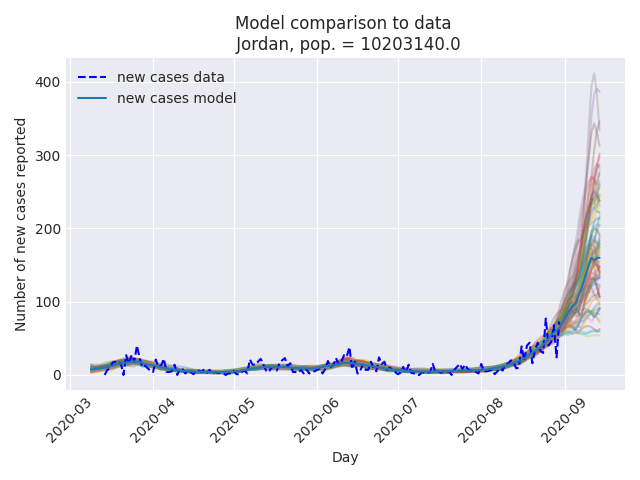 Model comparison to data
Jordan, pop. = 10203140.0
new cases data
new cases model
Number of new cases reported
400
300
200
100
0
2020-03
2020-04
2020-05
2020-06
2020-07
2020-08
2020-09
Day